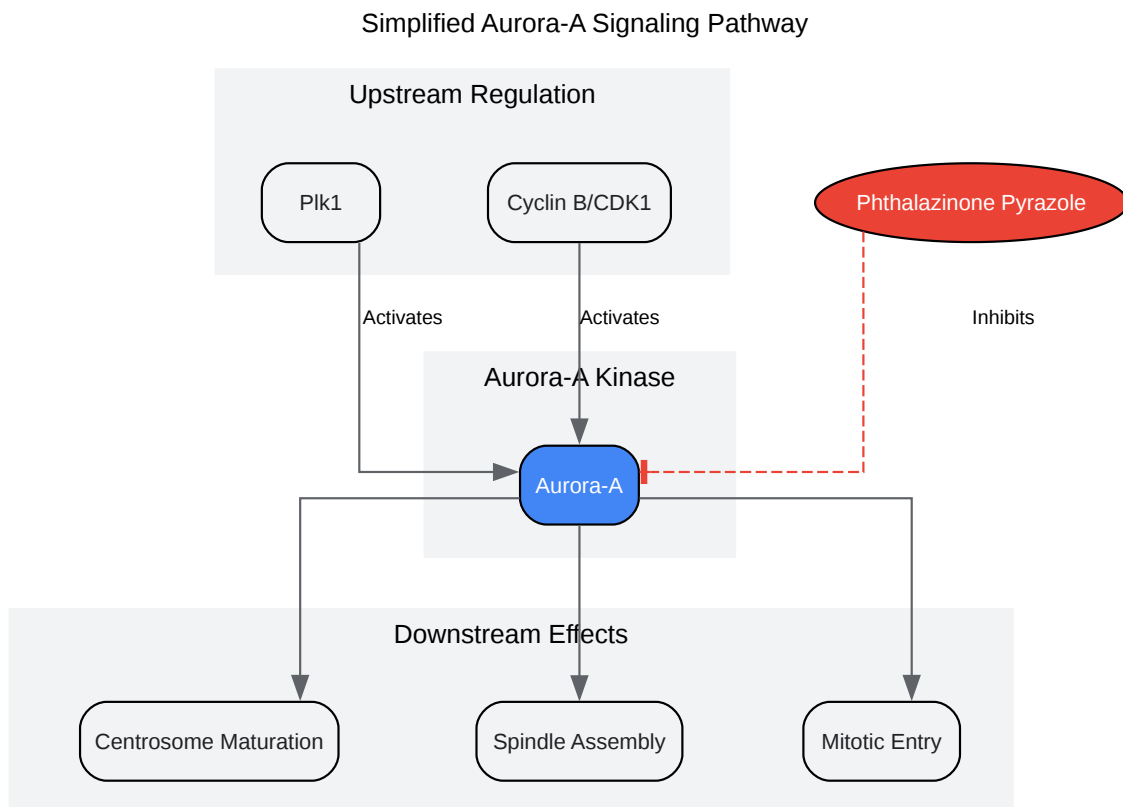 Simplified Aurora-A Signaling Pathway
Upstream Regulation
Plk1
Cyclin B/CDK1
Phthalazinone Pyrazole
Activates
Activates
Inhibits
Aurora-A Kinase
Aurora-A
Downstream Effects
Centrosome Maturation
Spindle Assembly
Mitotic Entry